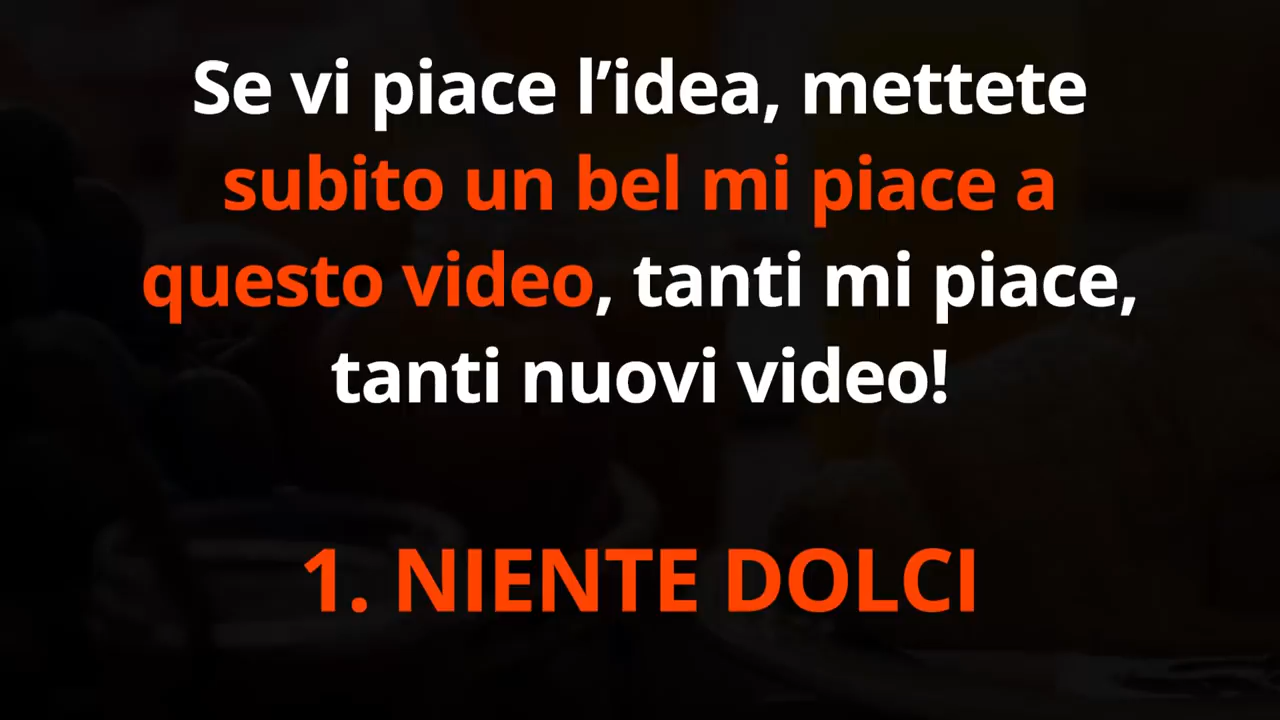 Se vi piace l’idea, mettete
subito un bel mi piace a
questo video, tanti mi piace,
tanti nuovi video!
1. NIENTE DOLCI